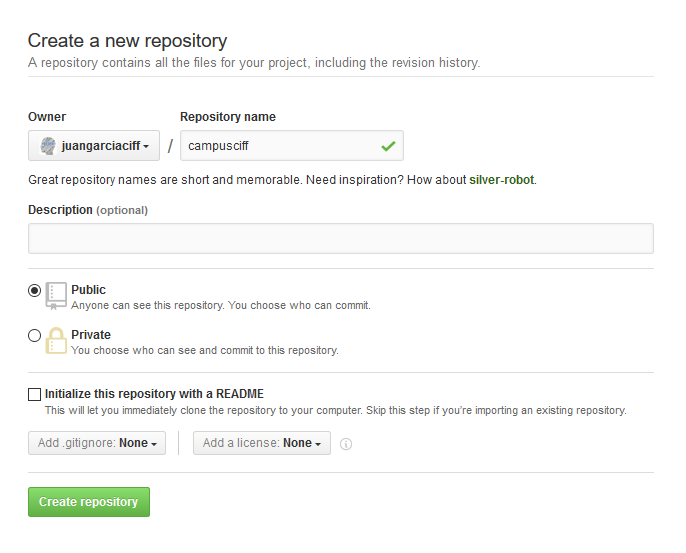 Create a new repository
A repository contains all the files for your project, including the revision history.
Owner Repository name
juangarciaciff / campusciff
Great repository names are short and memorable. Need inspiration? How about silver-robot.
Description (optional)
Public
Anyone can see this repository. You choose who can commit.
Private
You choose who can see and commit to this repository.
Initialize this repository with a README
This will let you immediately clone the repository to your computer. Skip this step if you're importing an existing repository.
Add .gitignore: None Add a license: None
Create repository